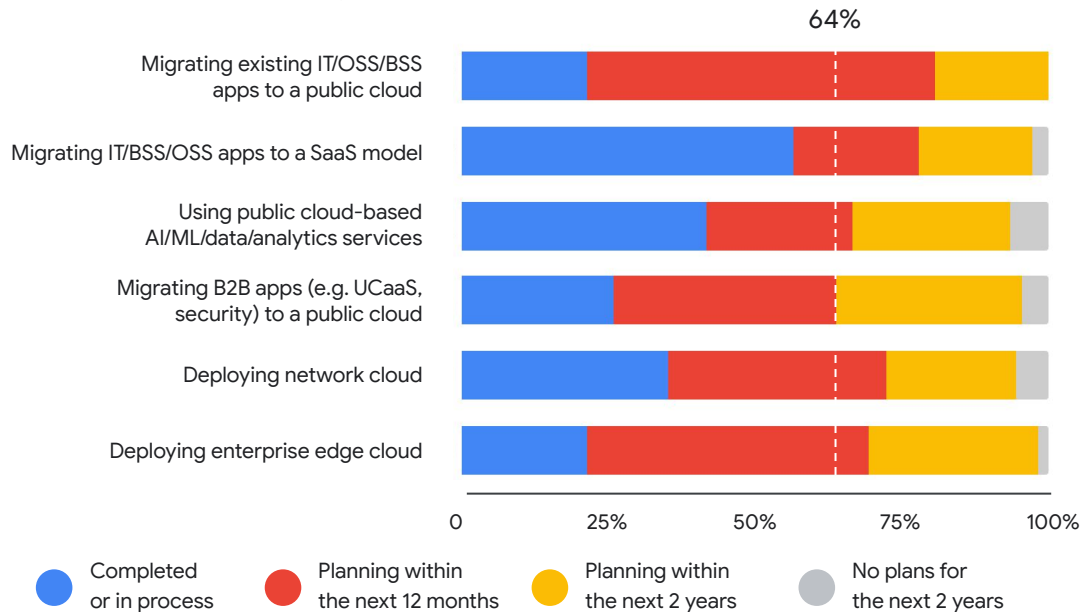 64%
Migrating existing IT/OSS/BSS
apps to a public cloud
Migrating IT/BSS/OSS apps to a SaaS model
Using public cloud-based
AI/ML/data/analytics services
Migrating B2B apps (e.g. UCaaS,
security) to a public cloud
Deploying network cloud
Deploying enterprise edge cloud
0 25% 50% 75% 100%
Completed
or in process
Planning within
the next 12 months
Planning within
the next 2 years
No plans for
the next 2 years